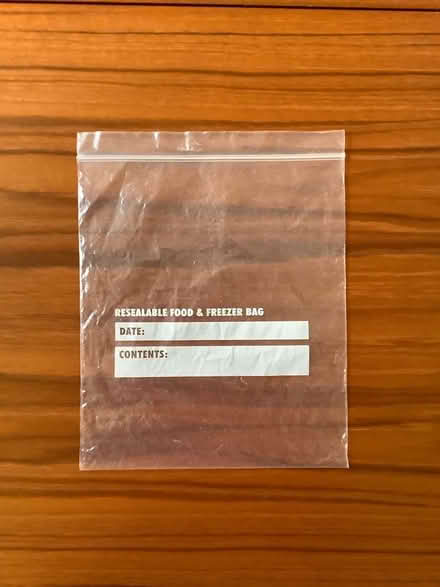 RESEALABLE FOOD & FREEZER BAG
DATE:
CONTENTS: